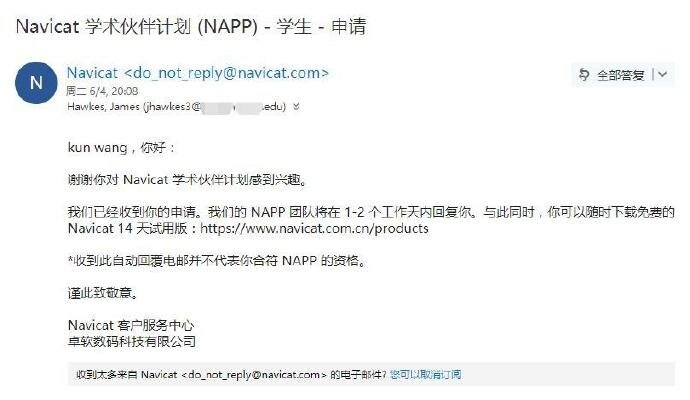 Navicat 学术伙伴计划 (NAPP) - 学生 - 申请
N
Navicat <do_not_reply@navicat.com>
全部答复
周二 6/4, 20:08
Hawkes, James (jhawkes3@ .edu)
kun wang，你好：
谢谢你对 Navicat 学术伙伴计划感到兴趣。
我们已经收到你的申请。我们的 NAPP 团队将在 1-2 个工作天内回复你。与此同时，你可以随时下载免费的
Navicat 14 天试用版：https://www.navicat.com.cn/products
*收到此自动回覆电邮并不代表你合符 NAPP 的资格。
谨此致敬意。
Navicat 客户服务中心
卓软数码科技有限公司
收到太多来自 Navicat <do_not_reply@navicat.com> 的电子邮件? 您可以取消订阅